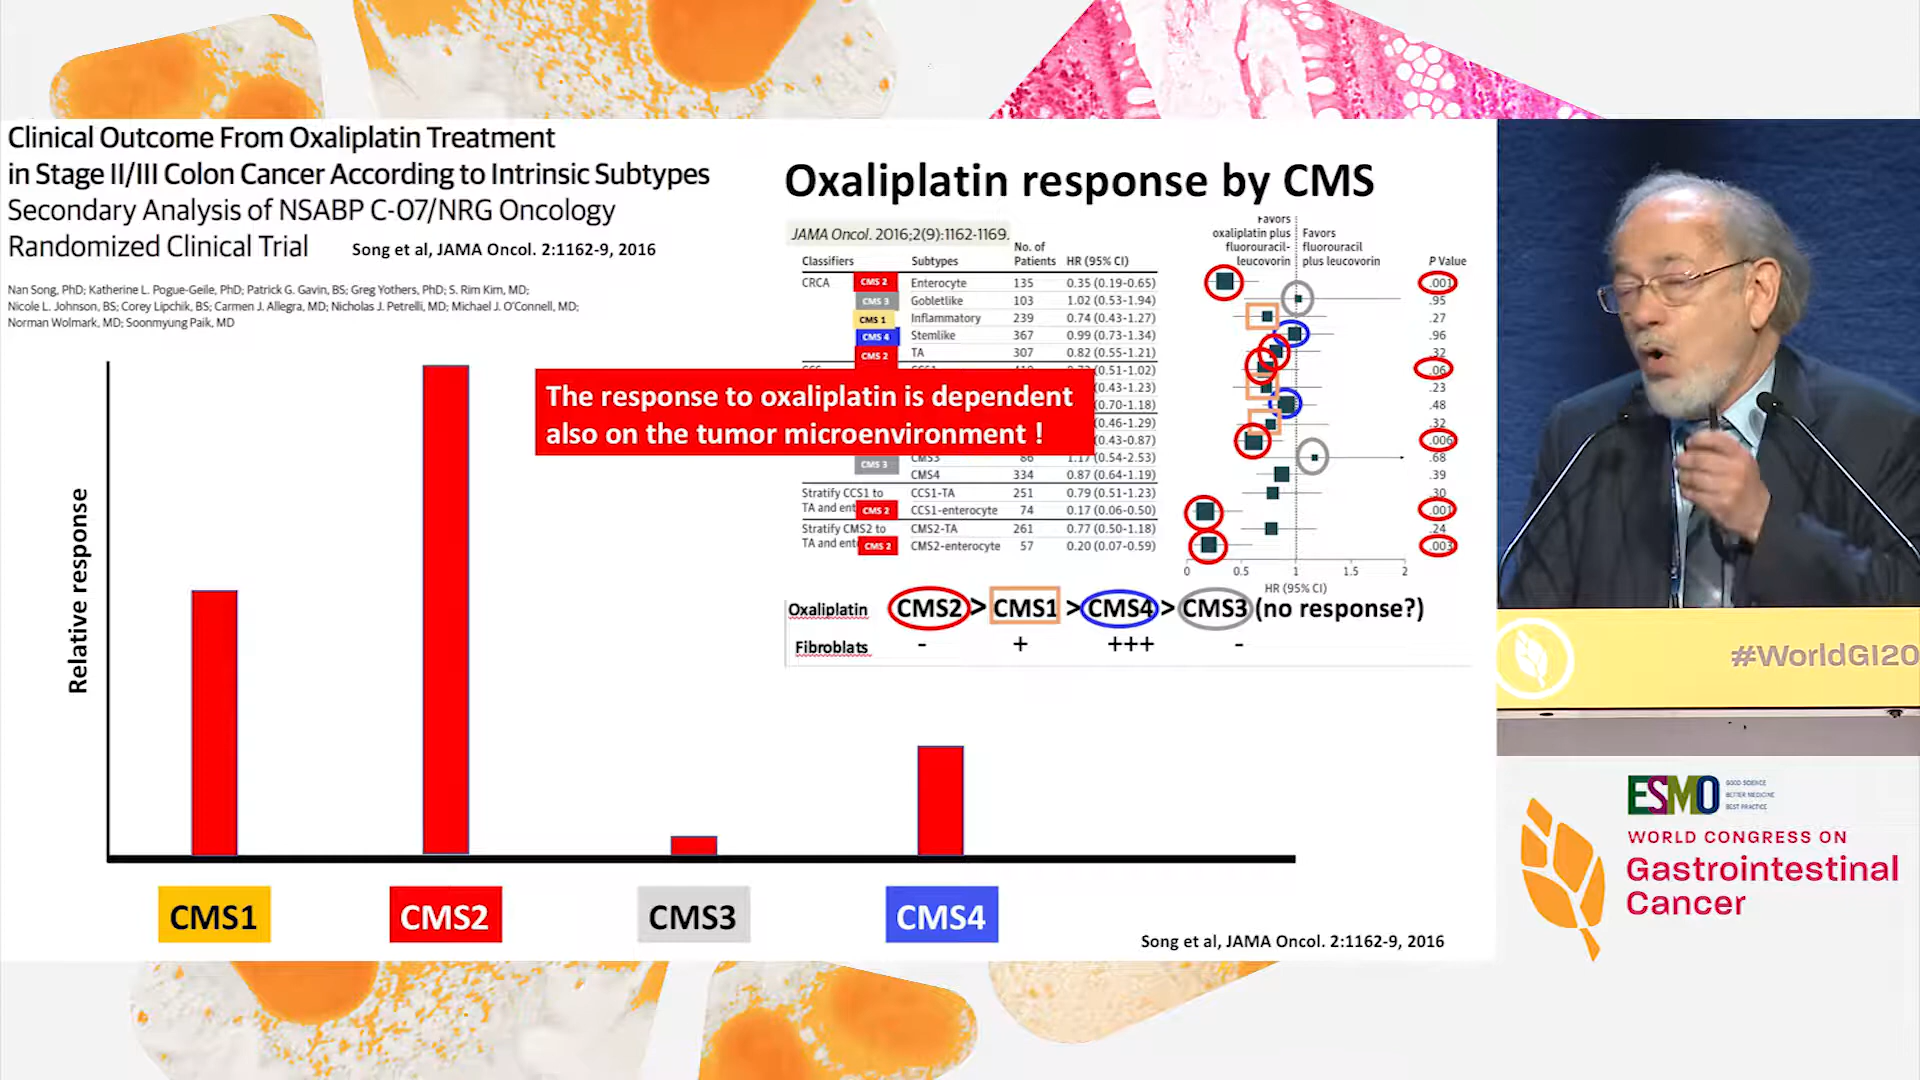 Clinical Outcome From Oxaliplatin Treatment
in Stage II/III Colon Cancer According to Intrinsic Subtypes
Secondary Analysis of NSABP C-07/NRG Oncology
Randomized Clinical Trial
Song et al, JAMA Oncol. 2:1162-9, 2016
Nan Song, PhD; Katherine L. Pogue-Geile, PhD; Patrick G. Gavin, BS; Greg Yothers, PhD; S. Rim Kim, MD;
Nicole L. Johnson, BS; Corey Lipchik, BS; Carmen J. Allegra, MD; Nicholas J. Petrelli, MD; Michael J. O'Connell, MD;
Norman Wolmark, MD; Soonmyung Paik, MD
Relative response
CMS1
CMS2
CMS3
CMS4
The response to oxaliplatin is dependent
also on the tumor microenvironment !
Oxaliplatin response by CMS
JAMA Oncol. 2016;2(9):1162-1169.
Favors
oxaliplatin plus
fluorouracil-
leucovorin
Favors
fluorouracil
plus leucovorin
Classifiers Subtypes No. of Patients HR (95% CI) P Value
CRCA CMS 2 Enterocyte 135 0.35 (0.19-0.65) .001
CMS 3 Gobletlike 103 1.02 (0.53-1.94) .95
CMS 1 Inflammatory 239 0.74 (0.43-1.27) .27
CMS 4 Stemlike 367 0.99 (0.73-1.34) .96
CMS 2 TA 307 0.82 (0.55-1.21) .32
(0.51-1.02) .06
(0.43-1.23) .23
(0.70-1.18) .48
(0.46-1.29) .32
(0.43-0.87) .006
CMS 3 CMS3 86 1.17 (0.54-2.53) .68
CMS4 334 0.87 (0.64-1.19) .39
Stratify CCS1 to CCS1-TA 251 0.79 (0.51-1.23) .30
TA and ent CMS 2 CCS1-enterocyte 74 0.17 (0.06-0.50) .001
Stratify CMS2 to CMS2-TA 261 0.77 (0.50-1.18) .24
TA and ent CMS 2 CMS2-enterocyte 57 0.20 (0.07-0.59) .003
0 0.5 1 1.5 2
HR (95% CI)
Oxaliplatin CMS2 > CMS1 > CMS4 > CMS3 (no response?)
Fibroblats - + +++ -
Song et al, JAMA Oncol. 2:1162-9, 2016
#WorldGI20
ESMO
GOOD SCIENCE
BETTER MEDICINE
BEST PRACTICE
WORLD CONGRESS ON
Gastrointestinal
Cancer